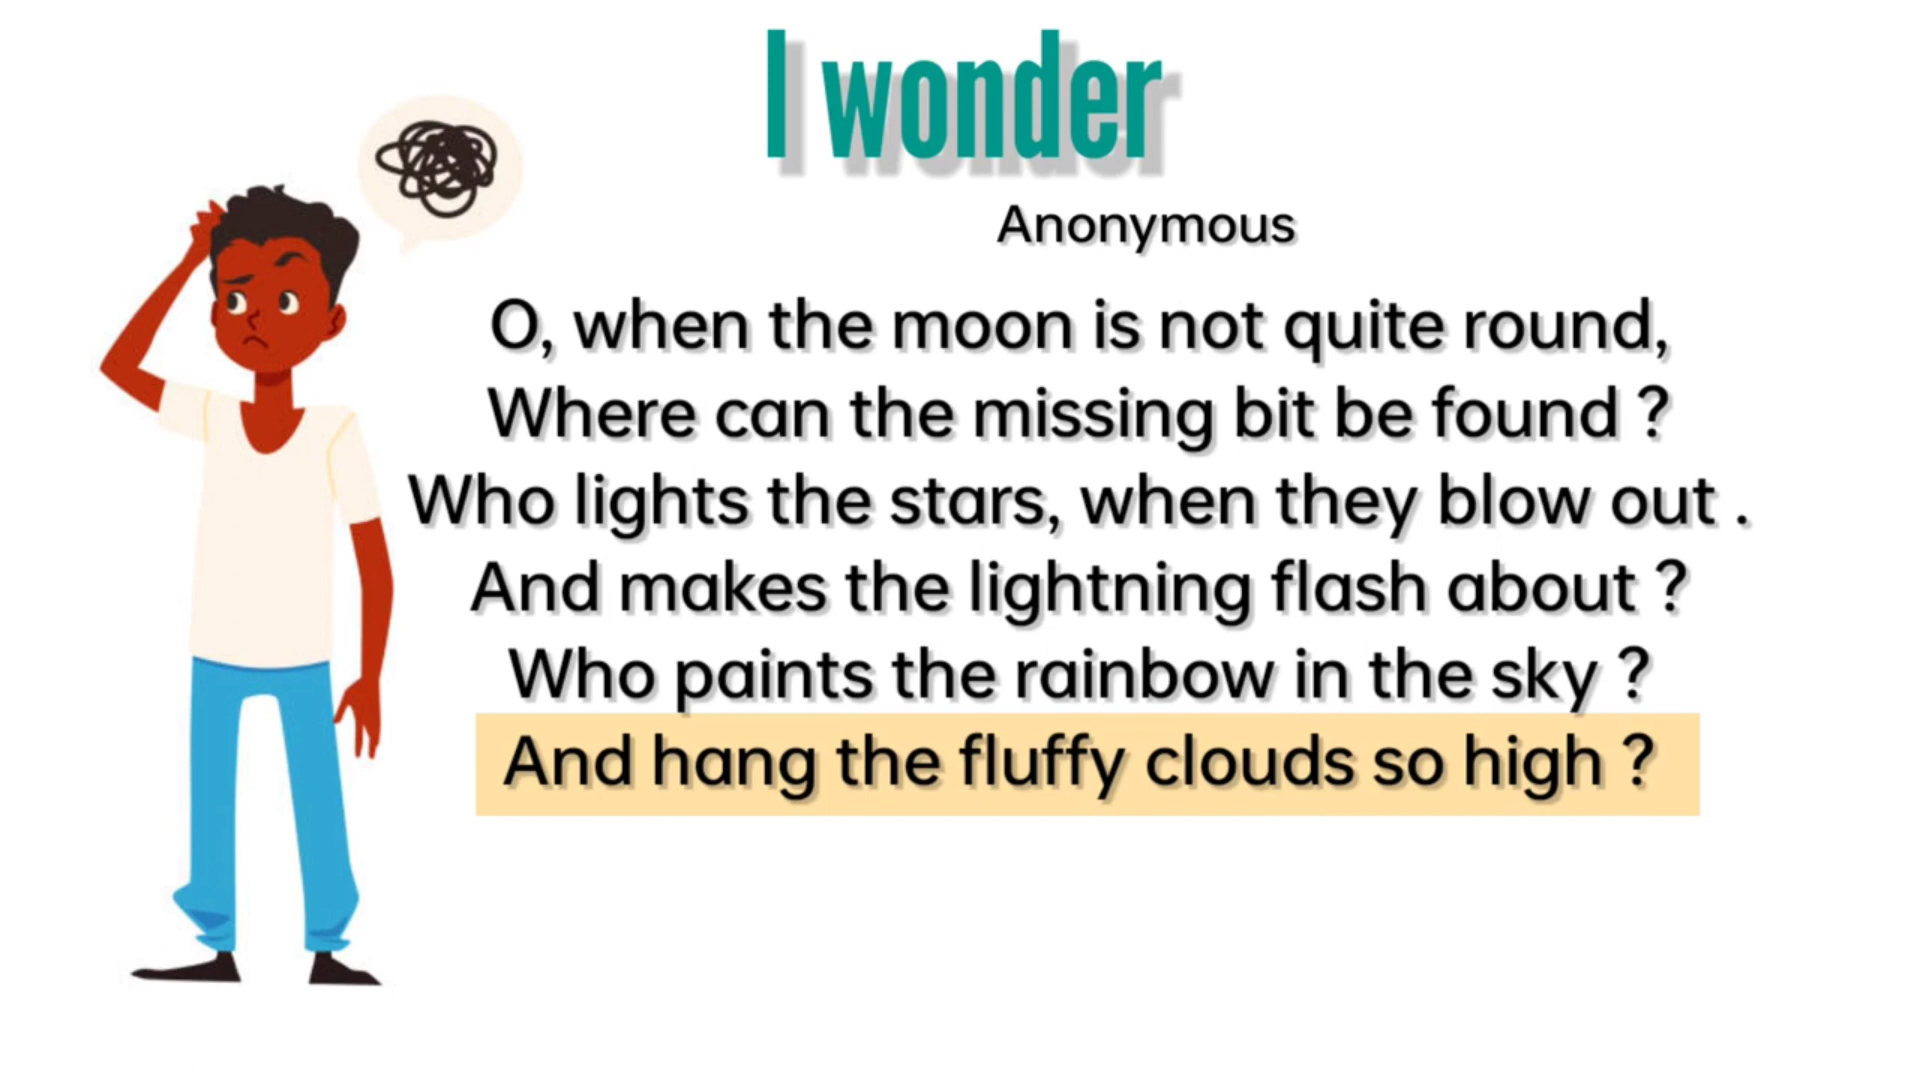 I wonder
Anonymous
O, when the moon is not quite round,
Where can the missing bit be found ?
Who lights the stars, when they blow out .
And makes the lightning flash about ?
Who paints the rainbow in the sky ?
And hang the fluffy clouds so high ?